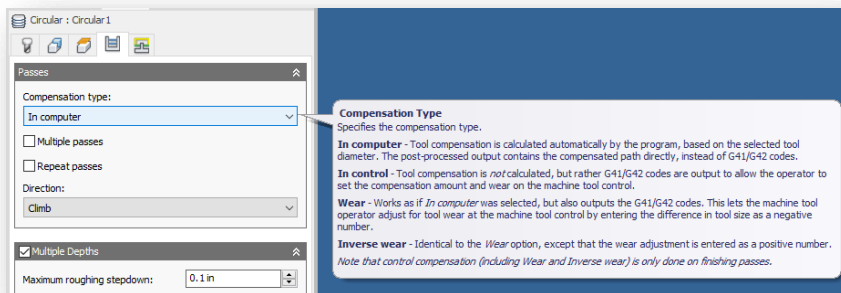 Circular : Circular1
Passes
Compensation type:
In computer
Multiple passes
Repeat passes
Direction:
Climb
Multiple Depths
Maximum roughing stepdown: 0.1 in
Compensation Type
Specifies the compensation type.
In computer - Tool compensation is calculated automatically by the program, based on the selected tool
diameter. The post-processed output contains the compensated path directly, instead of G41/G42 codes.
In control - Tool compensation is not calculated, but rather G41/G42 codes are output to allow the operator to
set the compensation amount and wear on the machine tool control.
Wear - Works as if In computer was selected, but also outputs the G41/G42 codes. This lets the machine tool
operator adjust for tool wear at the machine tool control by entering the difference in tool size as a negative
number.
Inverse wear - Identical to the Wear option, except that the wear adjustment is entered as a positive number.
Note that control compensation (including Wear and Inverse wear) is only done on finishing passes.